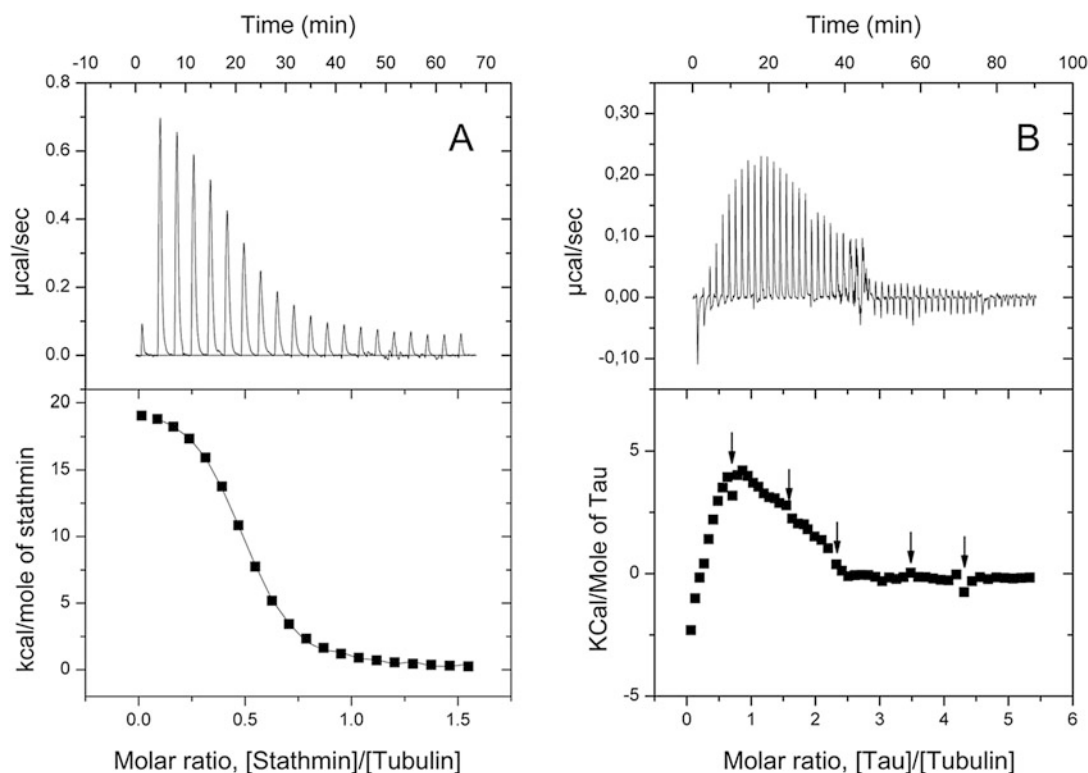 Time (min)
-10 0 10 20 30 40 50 60 70
0.8
0.6
0.4
0.2
0.0
µcal/sec
A
20
15
10
5
0
kcal/mole of stathmin
0.0 0.5 1.0 1.5
Molar ratio, [Stathmin]/[Tubulin]
Time (min)
0 20 40 60 80 100
0,30
0,20
0,10
0,00
-0,10
µcal/sec
B
5
0
-5
KCal/Mole of Tau
0 1 2 3 4 5 6
Molar ratio, [Tau]/[Tubulin]